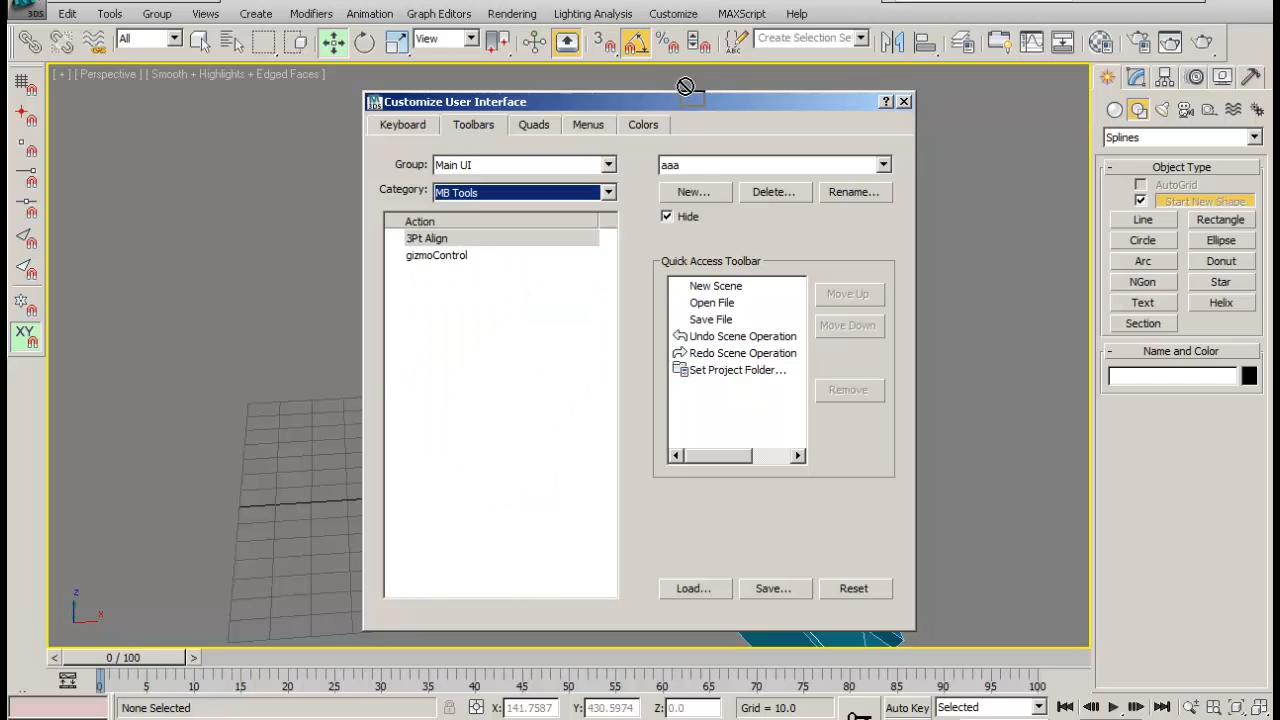 3DS
Edit Tools Group Views Create Modifiers Animation Graph Editors Rendering Lighting Analysis Customize MAXScript Help
All View 3 Create Selection Se
[ + ] [ Perspective ] [ Smooth + Highlights + Edged Faces ]
Customize User Interface
Keyboard Toolbars Quads Menus Colors
Group: Main UI aaa
Category: MB Tools New... Delete... Rename...
Hide
Action
3Pt Align
gizmoControl
Quick Access Toolbar
New Scene
Open File
Save File
Undo Scene Operation
Redo Scene Operation
Set Project Folder...
Move Up
Move Down
Remove
Load... Save... Reset
XY
Splines
- Object Type
AutoGrid
Start New Shape
Line Rectangle
Circle Ellipse
Arc Donut
NGon Star
Text Helix
Section
- Name and Color
z
x
< 0 / 100 >
0 5 10 15 20 25 30 35 40 45 50 55 60 65 70 75 80 85 90 95 100
None Selected X: 141.7587 Y: 430.5974 Z: 0.0 Grid = 10.0 Auto Key Selected